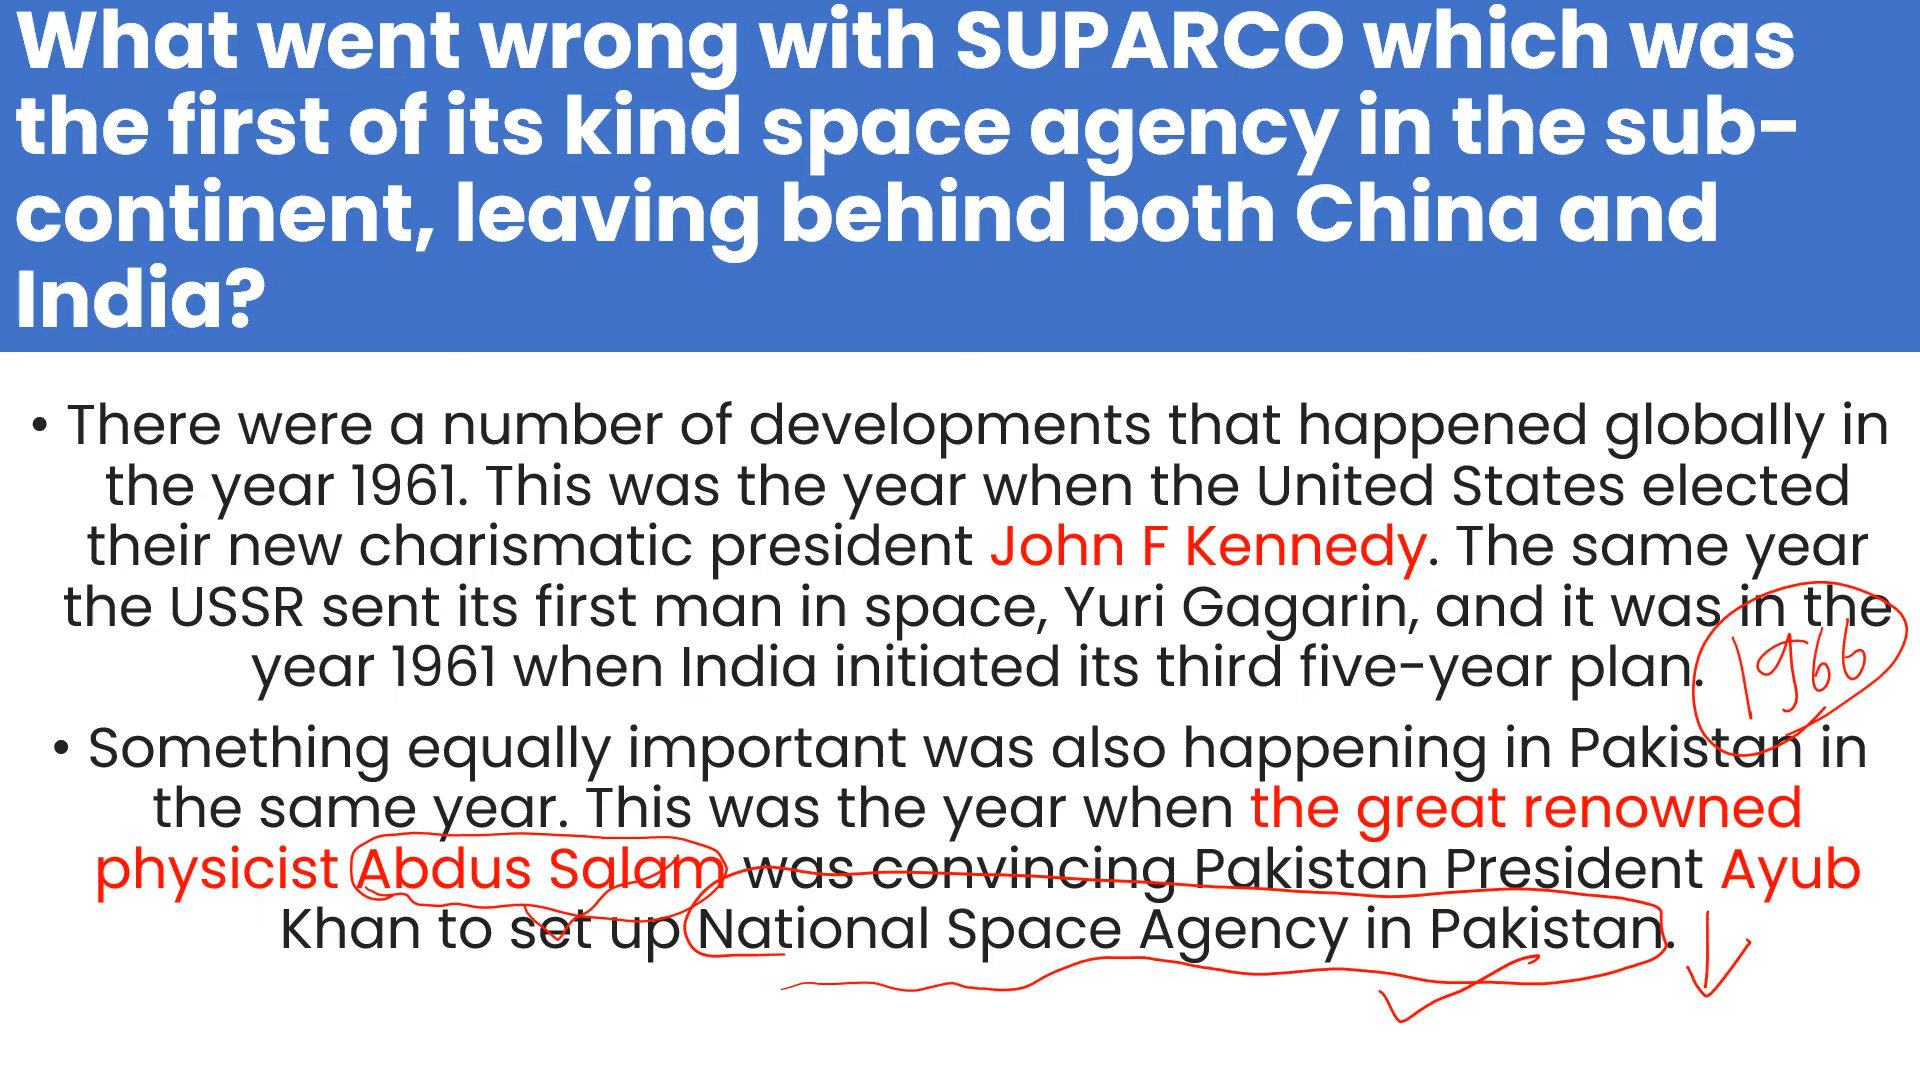 What went wrong with SUPARCO which was
the first of its kind space agency in the sub-
continent, leaving behind both China and
India?
• There were a number of developments that happened globally in
the year 1961. This was the year when the United States elected
their new charismatic president John F Kennedy. The same year
the USSR sent its first man in space, Yuri Gagarin, and it was in the
year 1961 when India initiated its third five-year plan.
1966
• Something equally important was also happening in Pakistan in
the same year. This was the year when the great renowned
physicist Abdus Salam was convincing Pakistan President Ayub
Khan to set up National Space Agency in Pakistan.